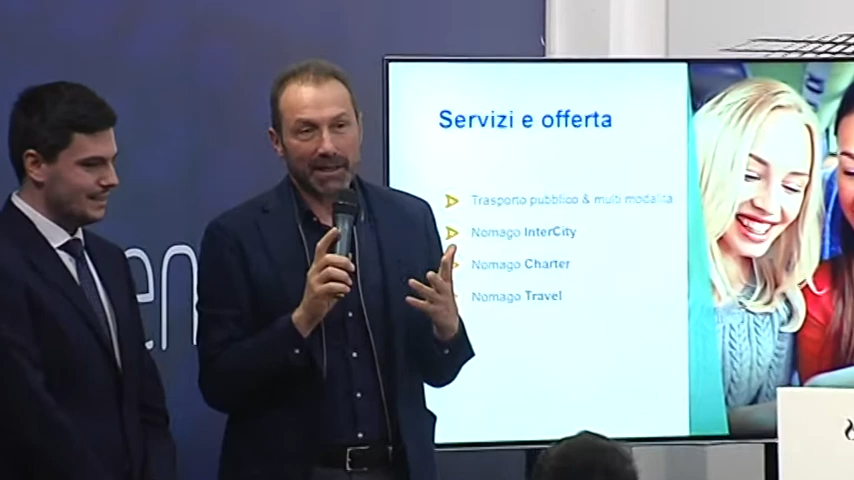 Servizi e offerta
Trasporto pubblico & multi modalità
Nomago InterCity
Nomago Charter
Nomago Travel
en